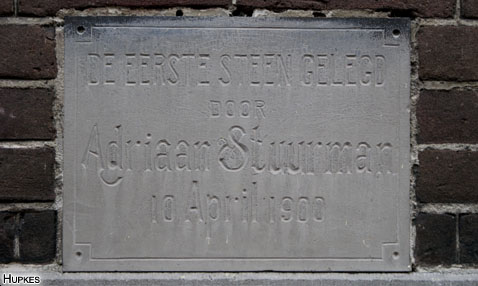 DE EERSTE STEEN GELEGD
DOOR
Adriaan Stuurman
10 April 1900
HUPKES